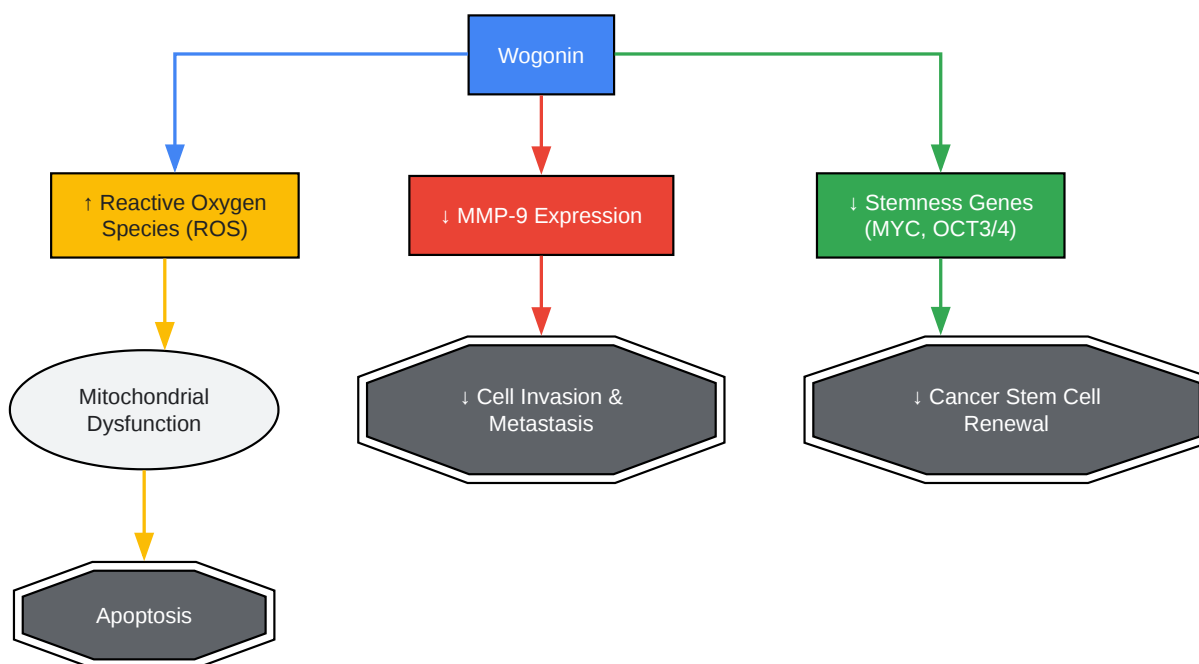 Wogonin
↑ Reactive Oxygen
Species (ROS)
↓ MMP-9 Expression
↓ Stemness Genes
(MYC, OCT3/4)
Mitochondrial
Dysfunction
↓ Cell Invasion &
Metastasis
↓ Cancer Stem Cell
Renewal
Apoptosis